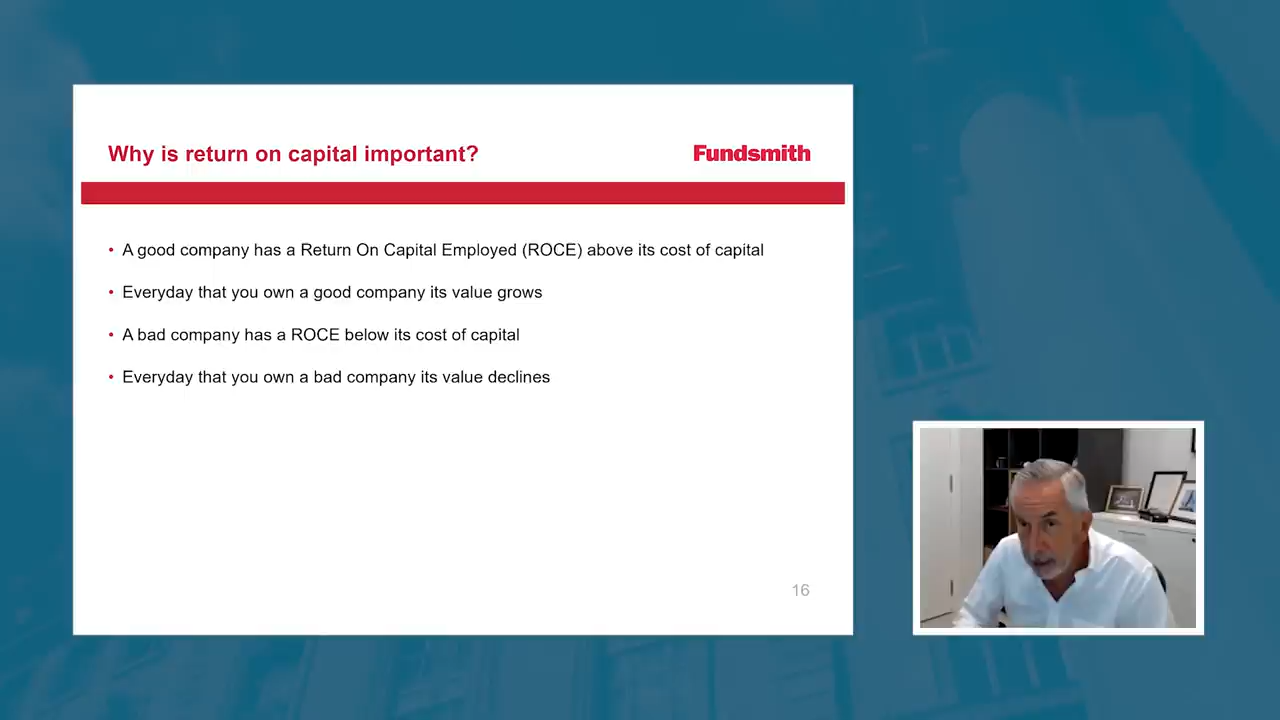 Why is return on capital important?
Fundsmith
• A good company has a Return On Capital Employed (ROCE) above its cost of capital
• Everyday that you own a good company its value grows
• A bad company has a ROCE below its cost of capital
• Everyday that you own a bad company its value declines
16